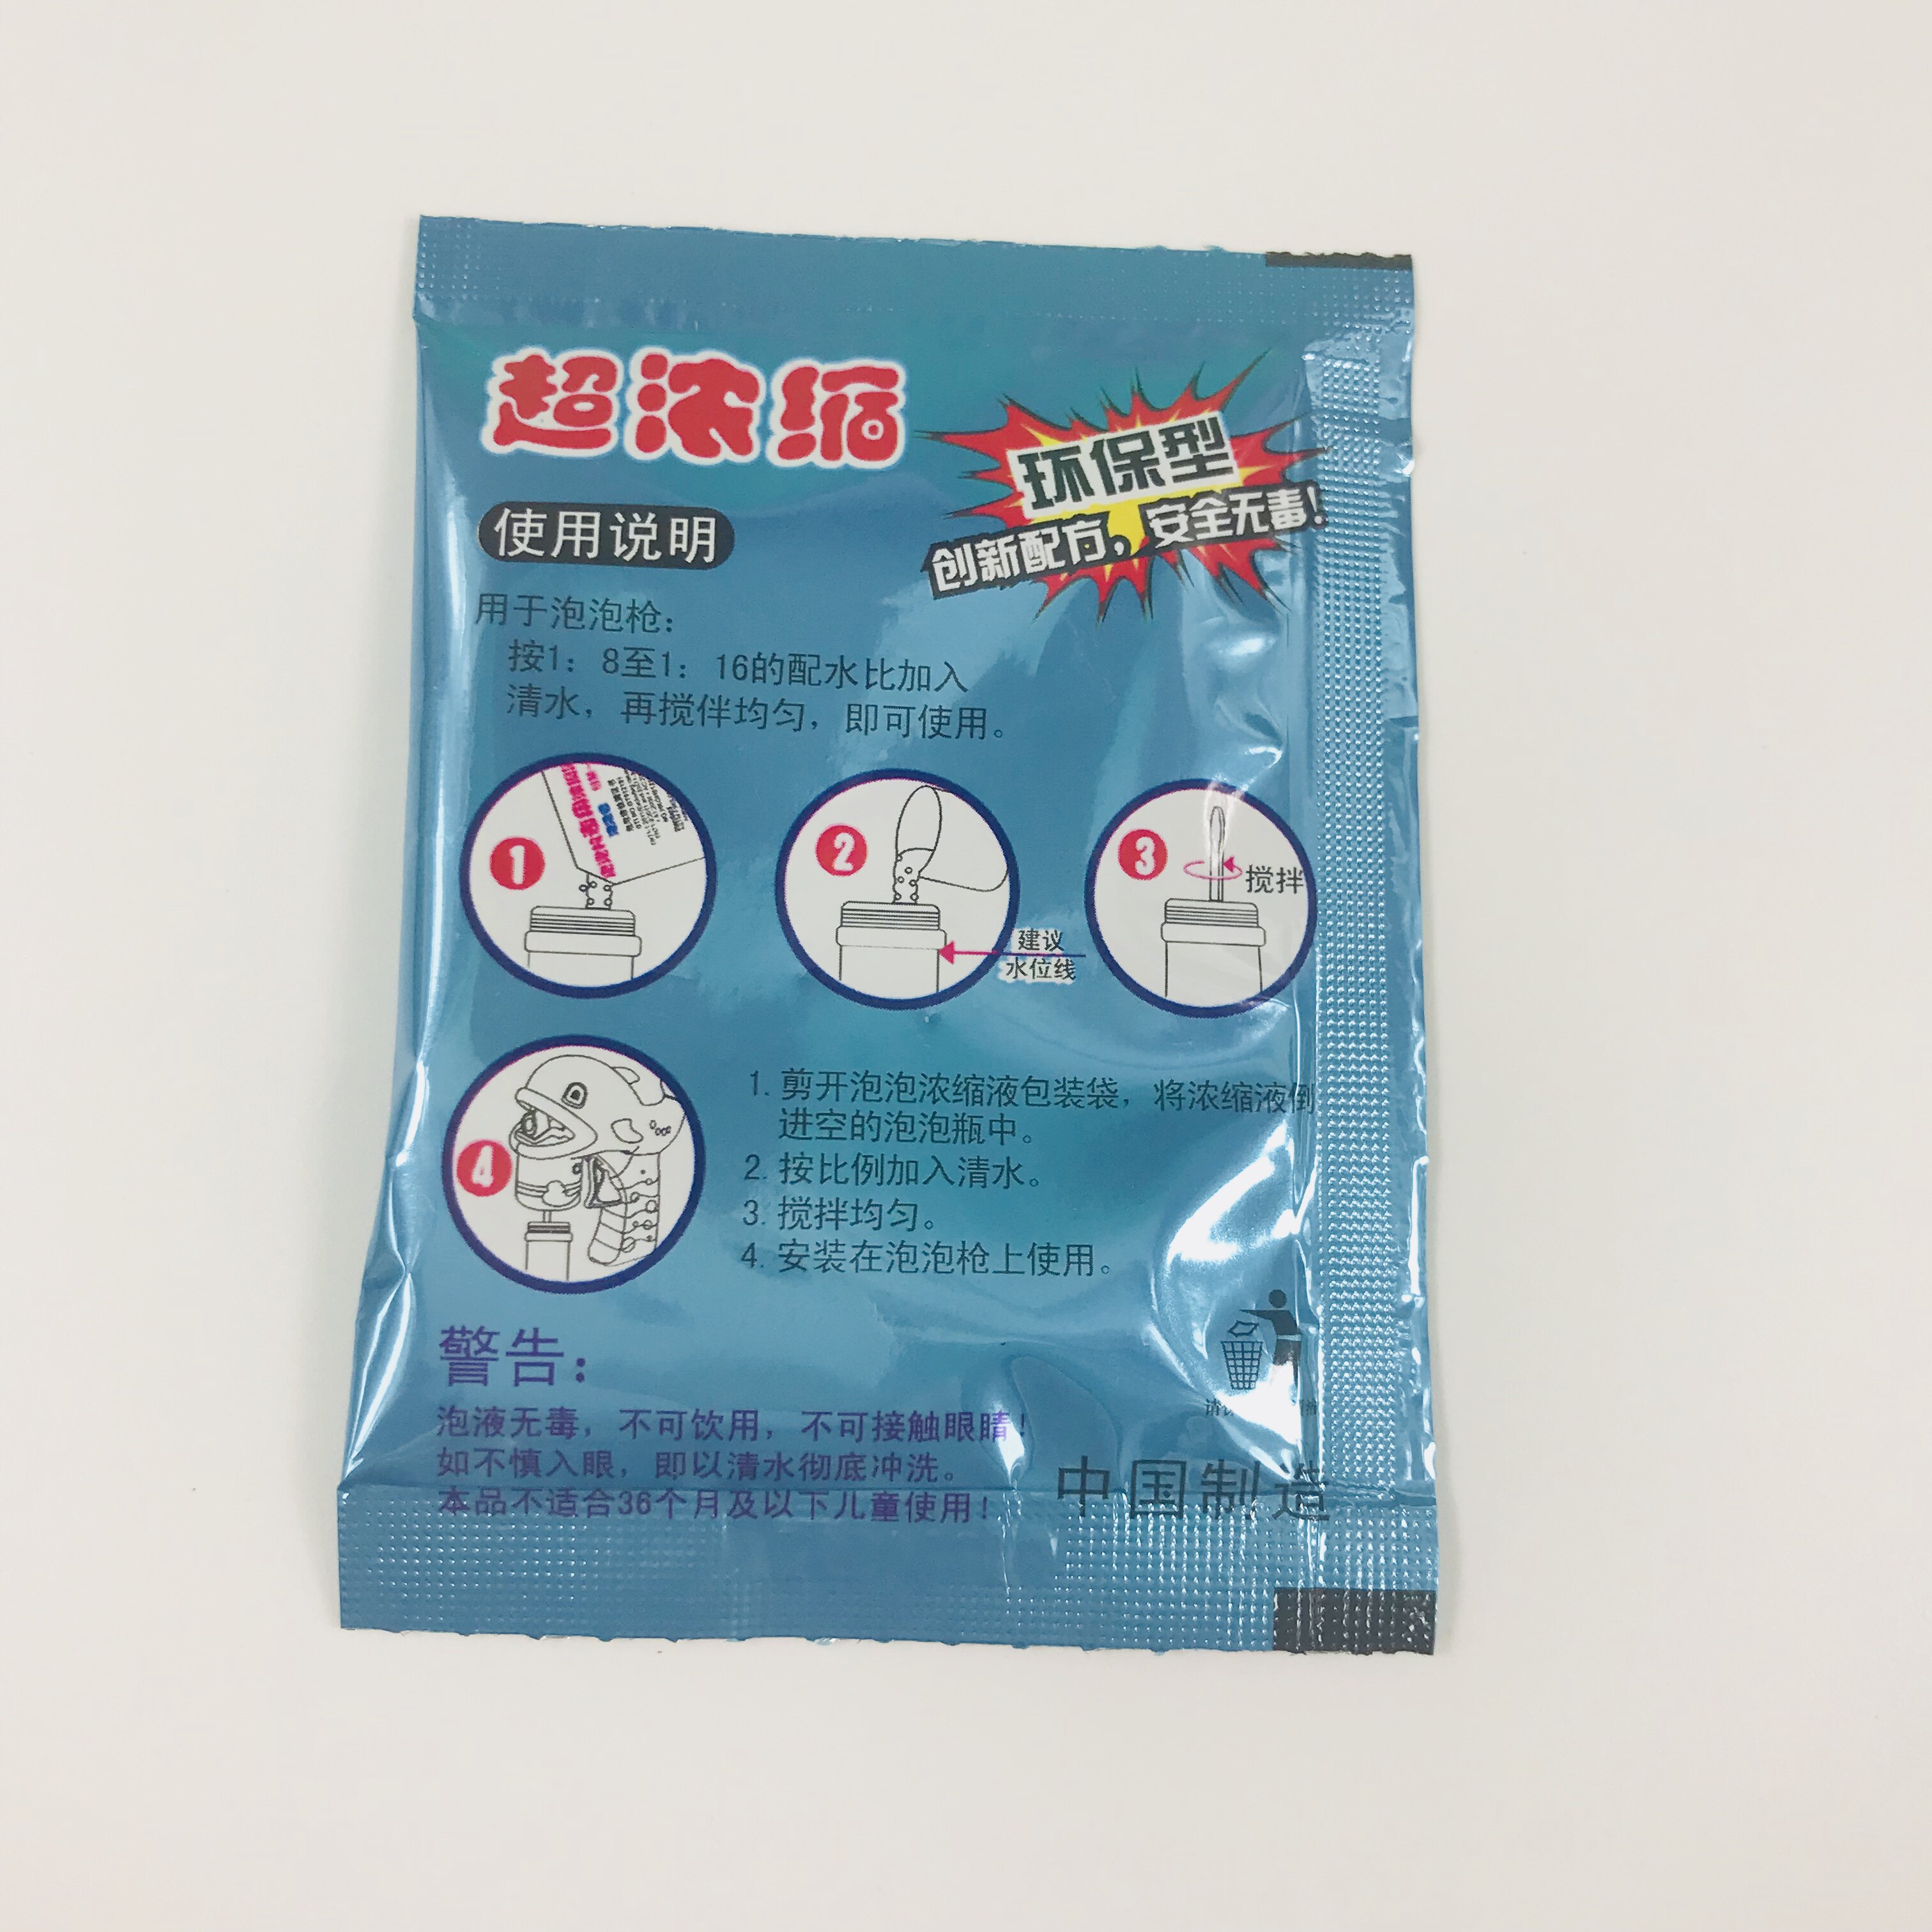 超浓缩
环保型
创新配方，安全无毒！
使用说明
用于泡泡枪：
按1：8至1：16的配水比加入
清水，再搅伴均匀，即可使用。
1
2
建议
水位线
3
搅拌
4
1. 剪开泡泡浓缩液包装袋，将浓缩液倒
进空的泡泡瓶中。
2. 按比例加入清水。
3. 搅拌均匀。
4. 安装在泡泡枪上使用。
警告：
泡液无毒，不可饮用，不可接触眼睛！
如不慎入眼，即以清水彻底冲洗。
本品不适合36个月及以下儿童使用！
中国制造